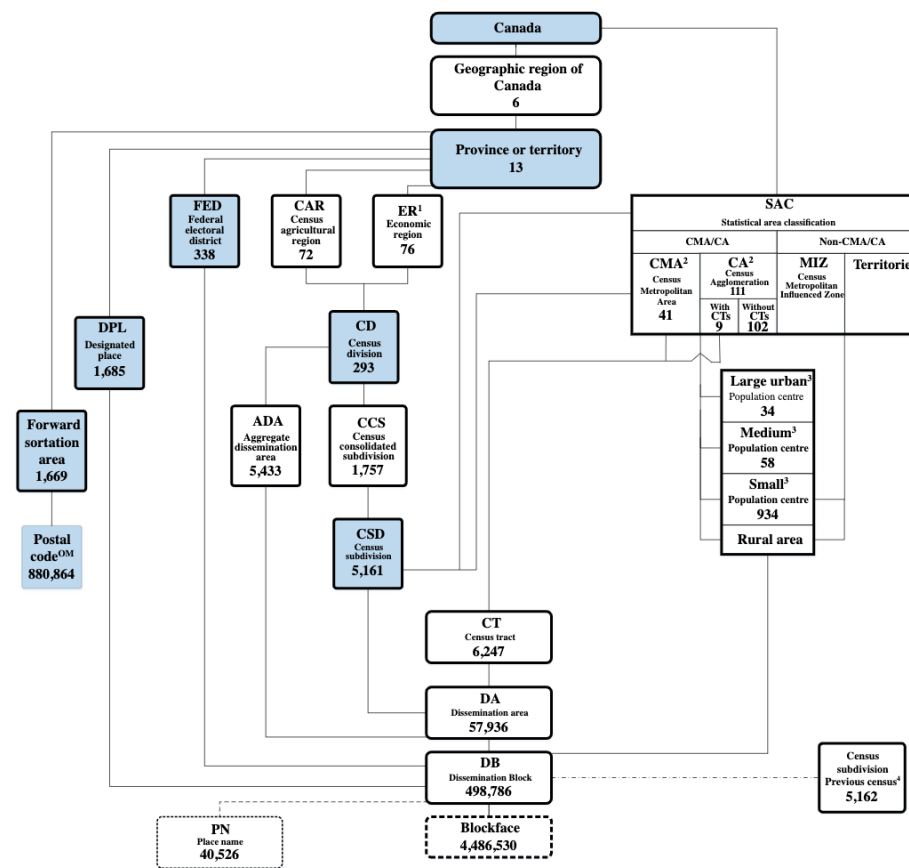 Canada
Geographic region of
Canada
6
Province or territory
13
FED
Federal
electoral
district
338
CAR
Census
agricultural
region
72
ER¹
Economic
region
76
SAC
Statistical area classification
CMA/CA
Non-CMA/CA
CMA²
Census
Metropolitan
Area
41
CA²
Census
Agglomeration
111
With
CTs
9
Without
CTs
102
MIZ
Census
Metropolitan
Influenced Zone
Territorie
DPL
Designated
place
1,685
CD
Census
division
293
Large urban³
Population centre
34
Medium³
Population centre
58
Small³
Population centre
934
Rural area
Forward
sortation
area
1,669
ADA
Aggregate
dissemination
area
5,433
CCS
Census
consolidated
subdivision
1,757
Postal
codeᴼᴹ
880,864
CSD
Census
subdivision
5,161
CT
Census tract
6,247
DA
Dissemination area
57,936
DB
Dissemination Block
498,786
Census
subdivision
Previous census⁴
5,162
PN
Place name
40,526
Blockface
4,486,530